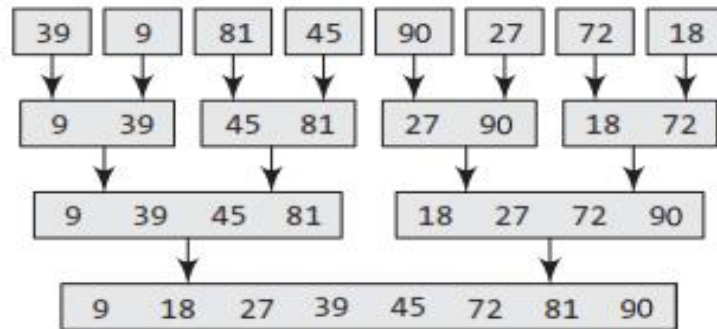 39 9 81 45 90 27 72 18
9 39 45 81 27 90 18 72
9 39 45 81 18 27 72 90
9 18 27 39 45 72 81 90